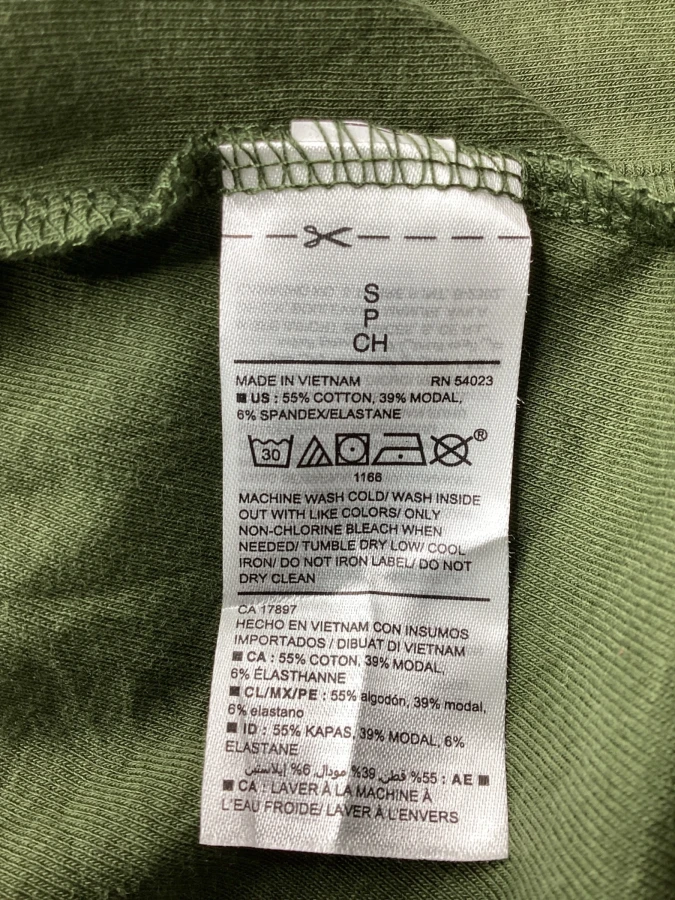 S
P
CH
MADE IN VIETNAM RN 54023
US : 55% COTTON, 39% MODAL,
6% SPANDEX/ELASTANE
30 ®
1166
MACHINE WASH COLD/ WASH INSIDE
OUT WITH LIKE COLORS/ ONLY
NON-CHLORINE BLEACH WHEN
NEEDED/ TUMBLE DRY LOW/ COOL
IRON/ DO NOT IRON LABEL/ DO NOT
DRY CLEAN
CA 17897
HECHO EN VIETNAM CON INSUMOS
IMPORTADOS / DIBUAT DI VIETNAM
CA : 55% COTON, 39% MODAL,
6% ÉLASTHANNE
CL/MX/PE : 55% algodón, 39% modal,
6% elastano
ID : 55% KAPAS, 39% MODAL, 6%
ELASTANE
AE : 55% قطن, 39% مودال, 6% إيلاستين
CA : LAVER À LA MACHINE À
L'EAU FROIDE/ LAVER À L'ENVERS